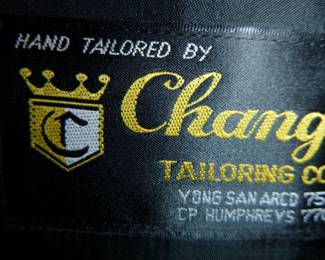 HAND TAILORED BY
C
Chang
TAILORING CO
YONG SAN ARCD 75
CP HUMPHREYS 770